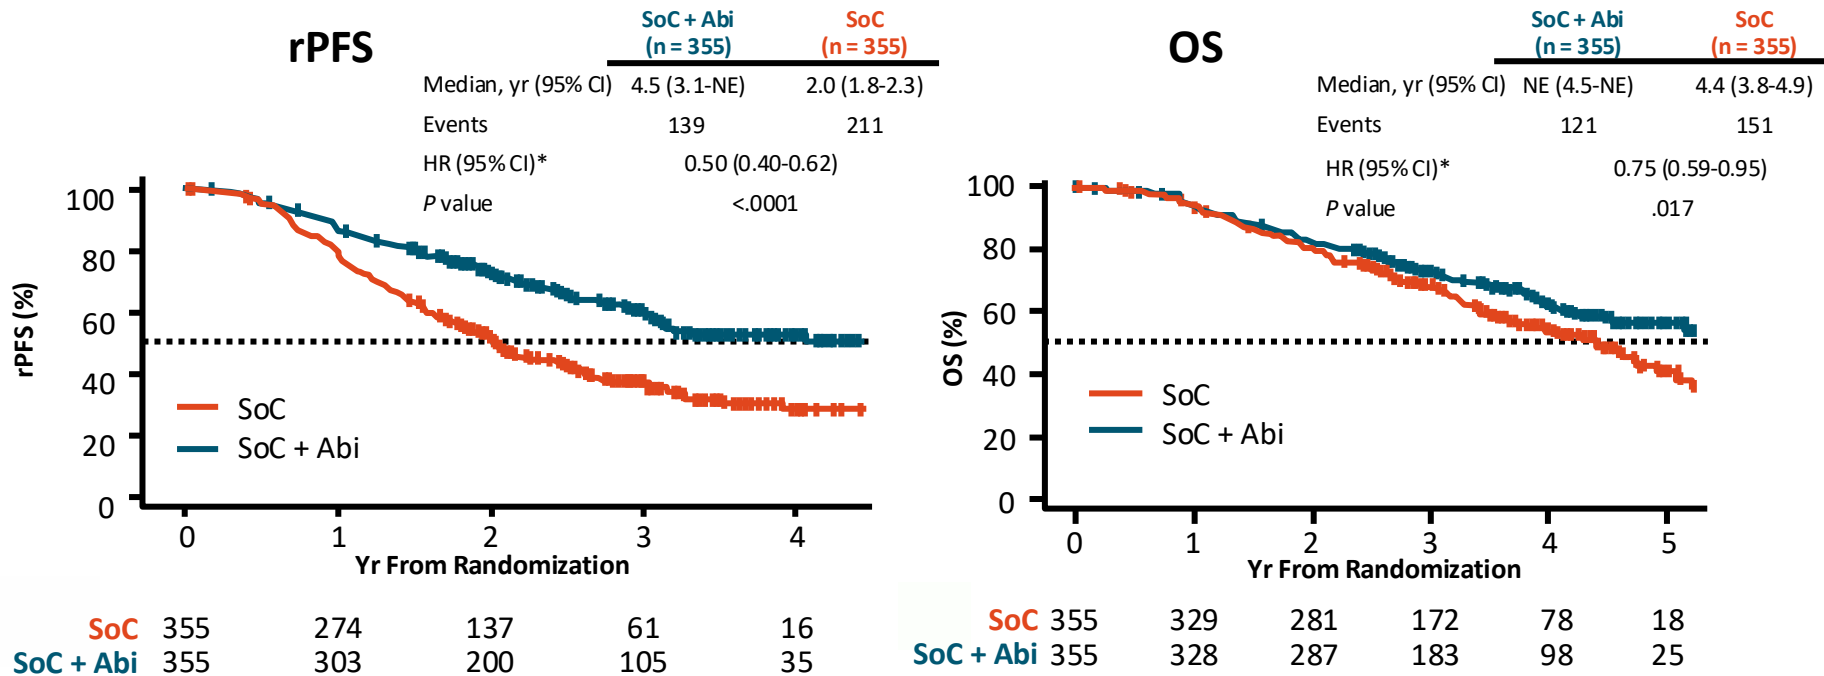 rPFS
SoC + Abi (n = 355) SoC (n = 355)
Median, yr (95% CI) 4.5 (3.1-NE) 2.0 (1.8-2.3)
Events 139 211
HR (95% CI)* 0.50 (0.40-0.62)
P value <.0001
rPFS (%)
100
80
60
40
20
0
SoC
SoC + Abi
0 1 2 3 4
Yr From Randomization
SoC 355 274 137 61 16
SoC + Abi 355 303 200 105 35
OS
SoC + Abi (n = 355) SoC (n = 355)
Median, yr (95% CI) NE (4.5-NE) 4.4 (3.8-4.9)
Events 121 151
HR (95% CI)* 0.75 (0.59-0.95)
P value .017
OS (%)
100
80
60
40
20
0
SoC
SoC + Abi
0 1 2 3 4 5
Yr From Randomization
SoC 355 329 281 172 78 18
SoC + Abi 355 328 287 183 98 25